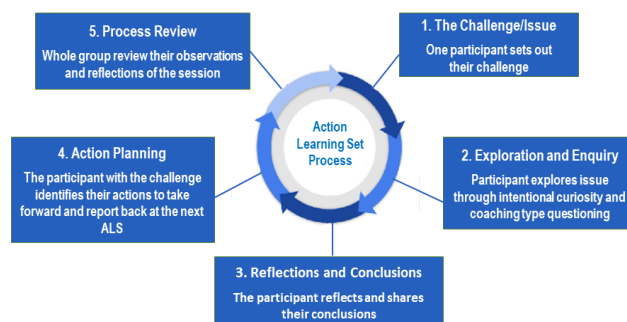 1. The Challenge/Issue
One participant sets out
their challenge
2. Exploration and Enquiry
Participant explores issue
through intentional curiosity and
coaching type questioning
3. Reflections and Conclusions
The participant reflects and shares
their conclusions
4. Action Planning
The participant with the challenge
identifies their actions to take
forward and report back at the next
ALS
5. Process Review
Whole group review their observations
and reflections of the session
Action
Learning Set
Process